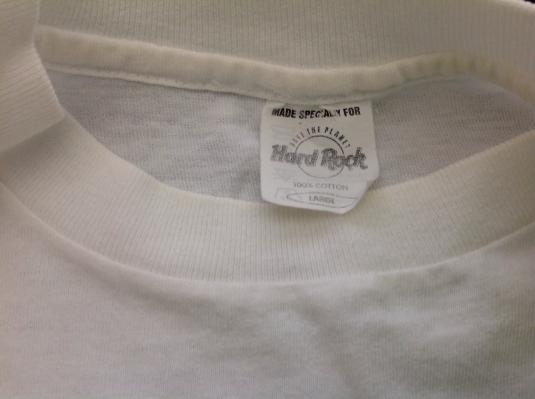 MADE SPECIALLY FOR
SAVE THE PLANET
Hard Rock
100% COTTON
LARGE